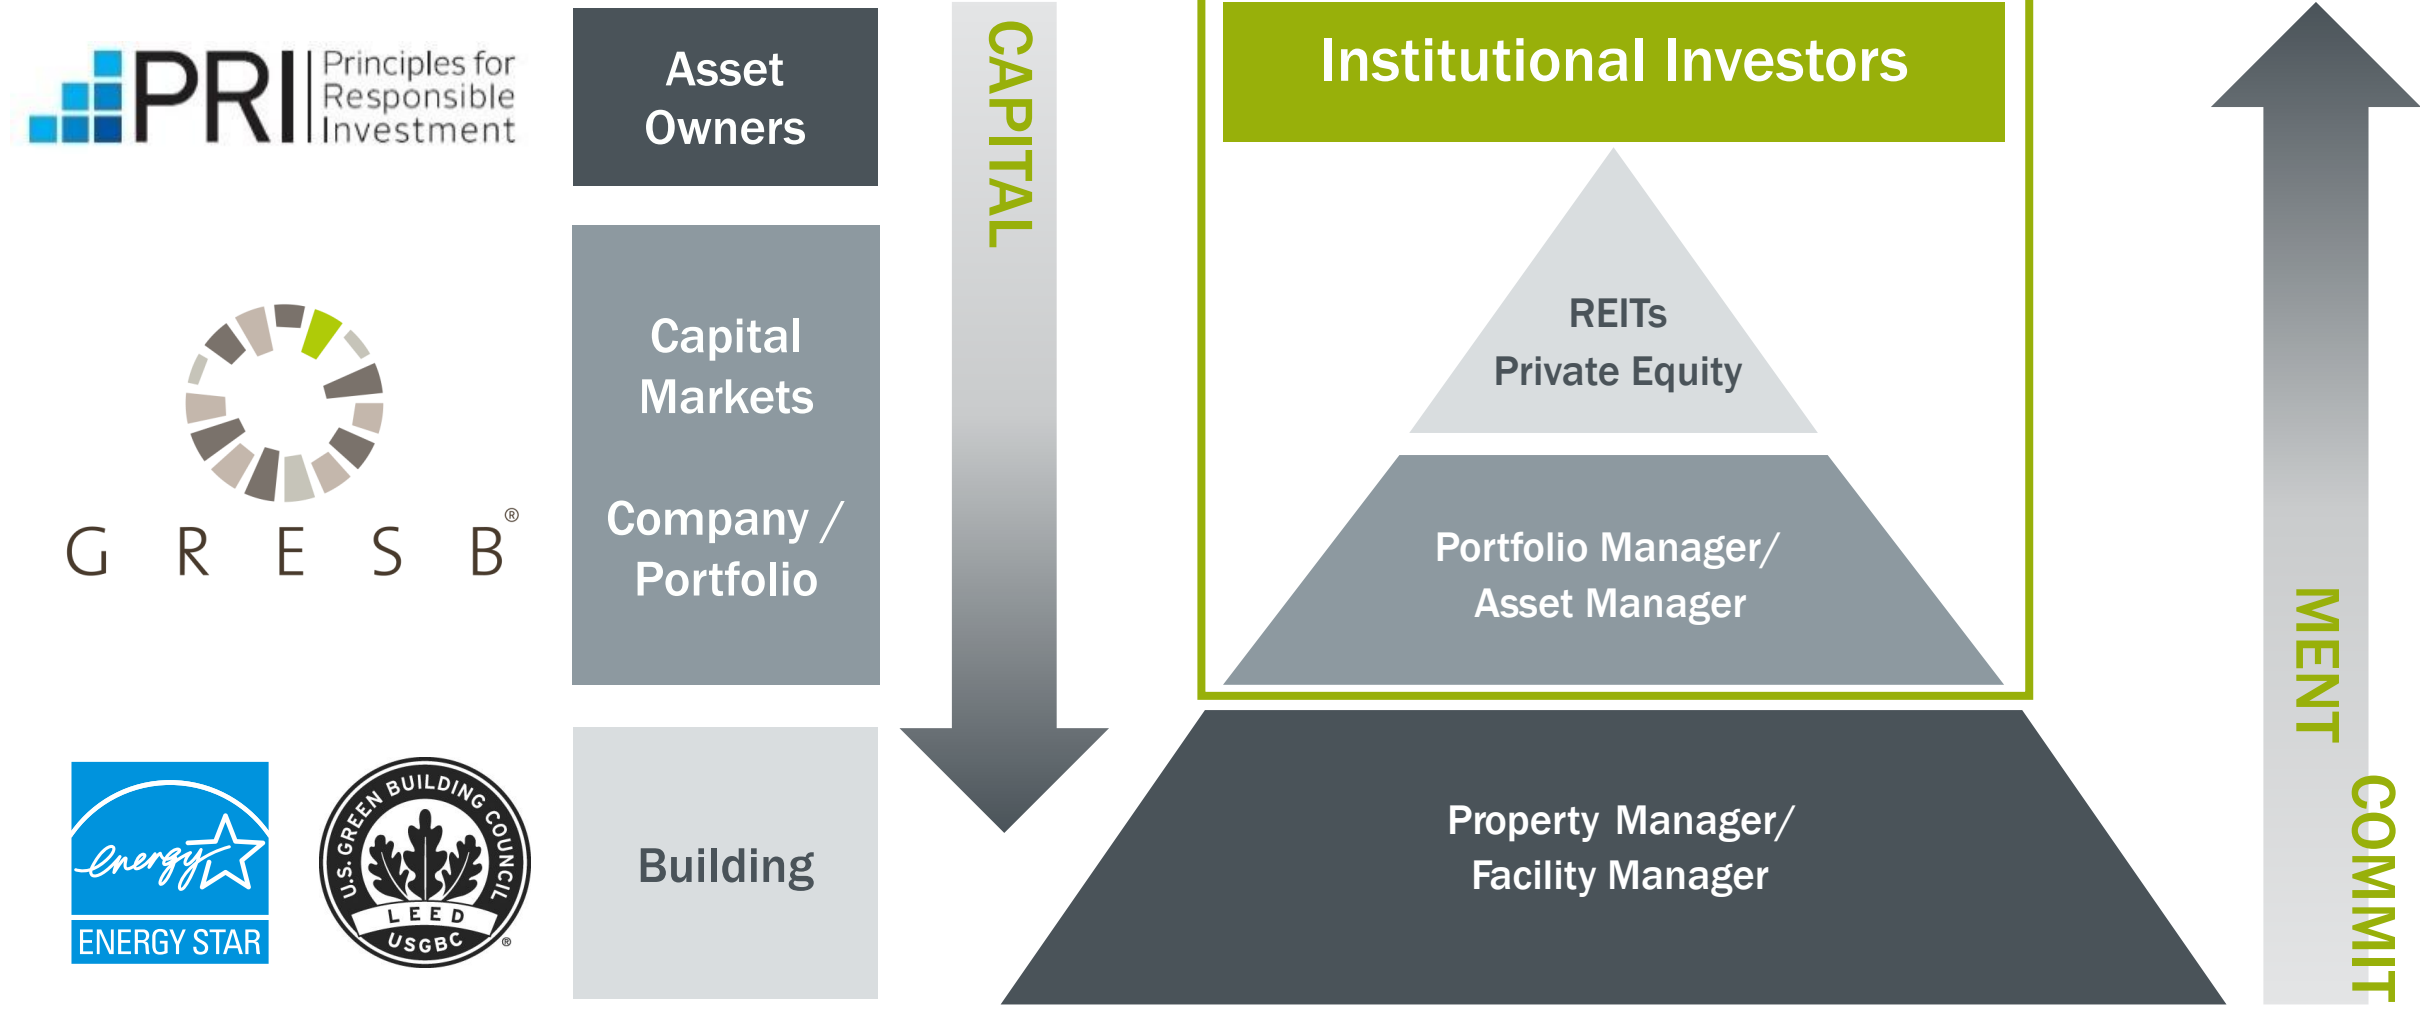 PRI
Principles for
Responsible
Investment
Asset
Owners
CAPITAL
Institutional Investors
GRESB®
Capital
Markets
Company /
Portfolio
REITs
Private Equity
Portfolio Manager/
Asset Manager
MENT
COMMIT
energy
ENERGY STAR
U.S. GREEN BUILDING COUNCIL
LEED
USGBC
®
Building
Property Manager/
Facility Manager